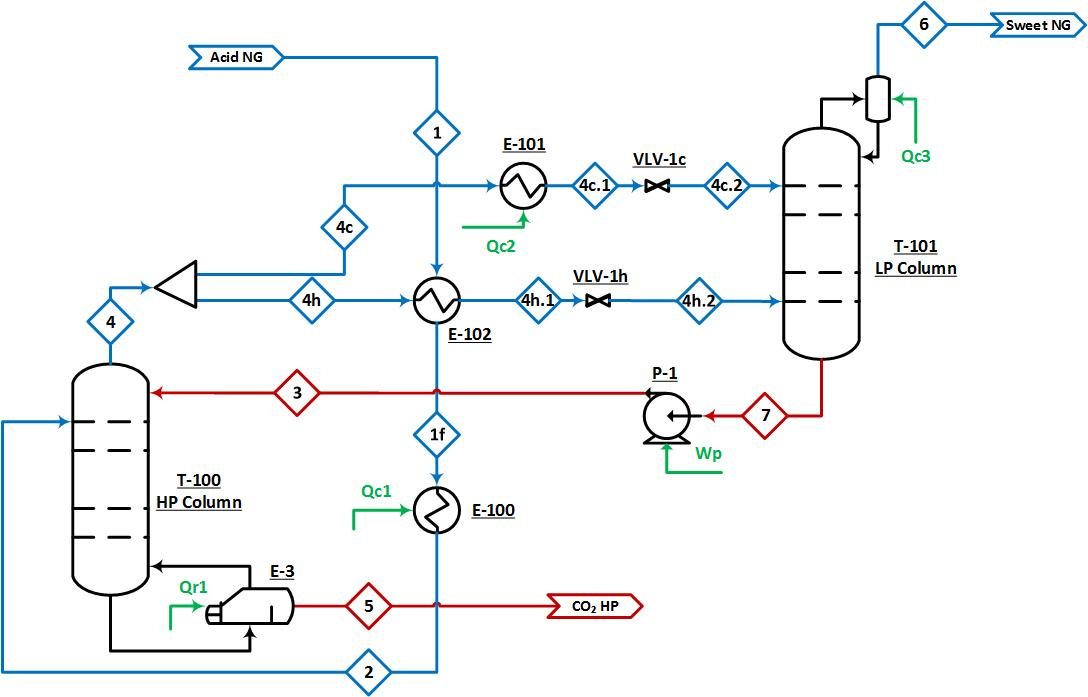 6
Sweet NG
Acid NG
1
E-101
VLV-1c
Qc3
4c.1
4c.2
4c
Qc2
T-101
LP Column
VLV-1h
4h
4h.1
4h.2
4
E-102
P-1
3
7
1f
Wp
T-100
HP Column
Qc1
E-100
E-3
Qr1
5
CO₂ HP
2